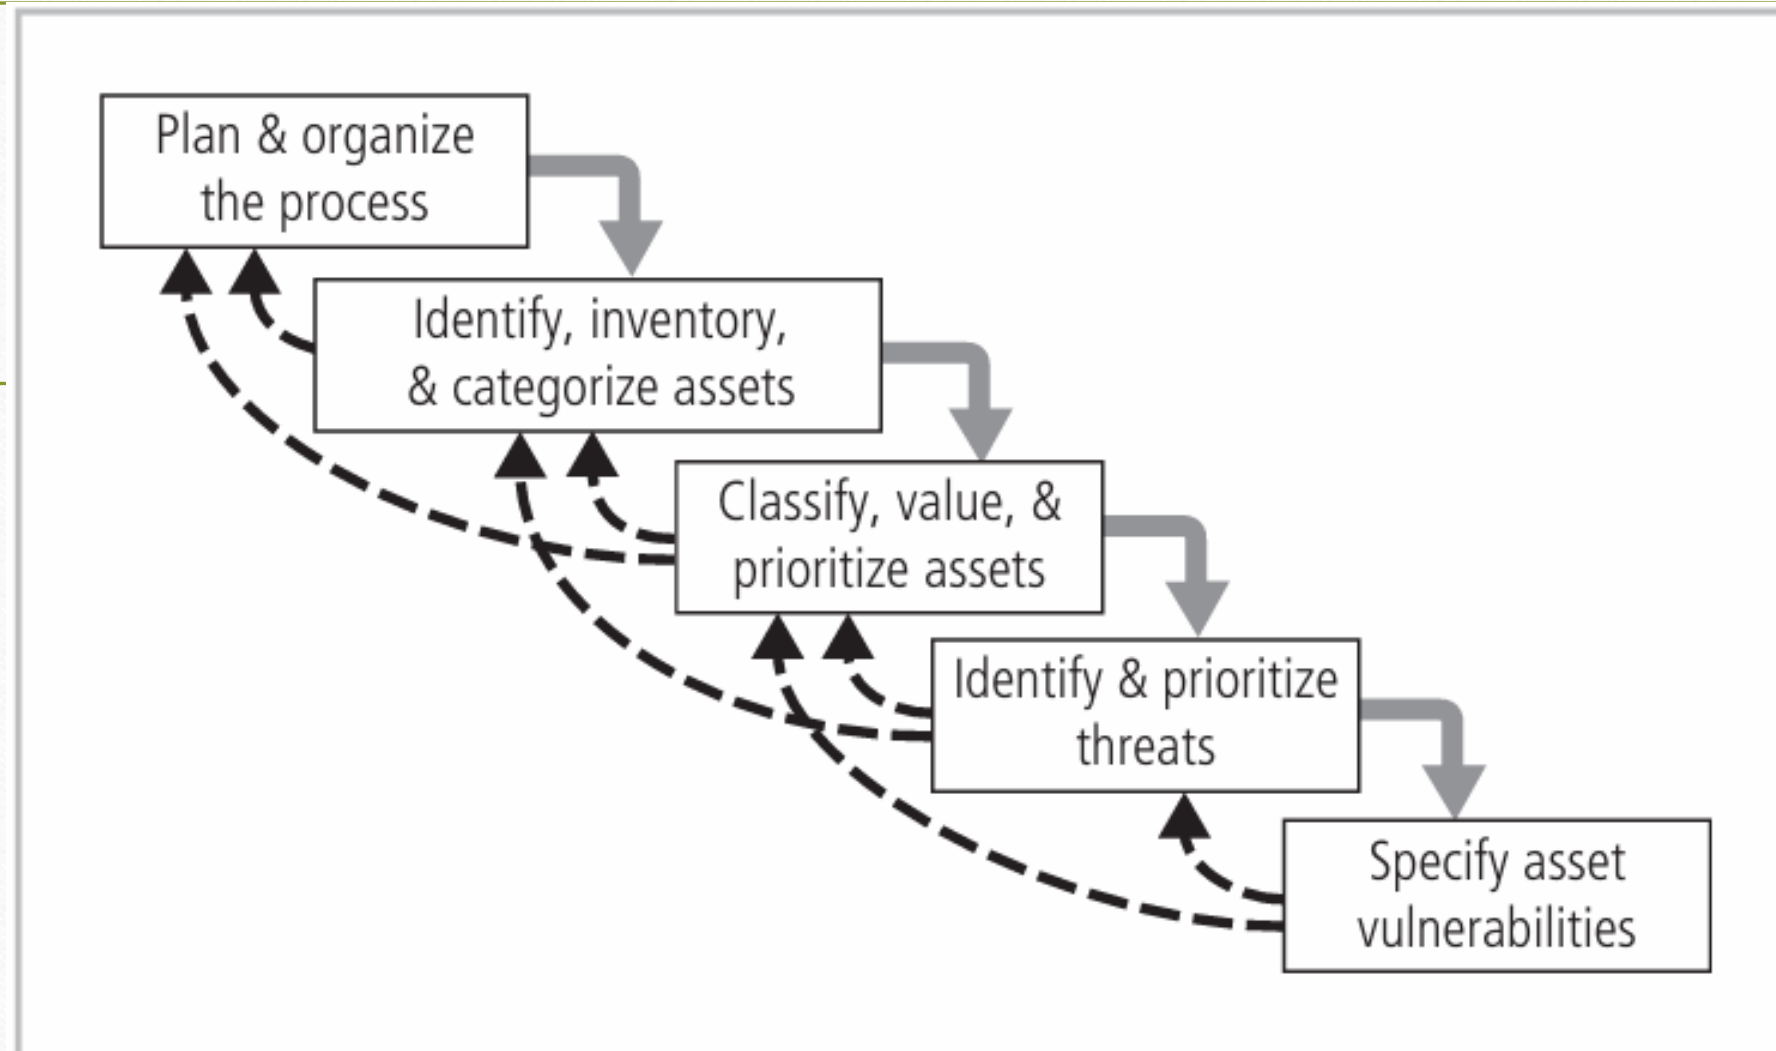 Plan & organize
the process
Identify, inventory,
& categorize assets
Classify, value, &
prioritize assets
Identify & prioritize
threats
Specify asset
vulnerabilities